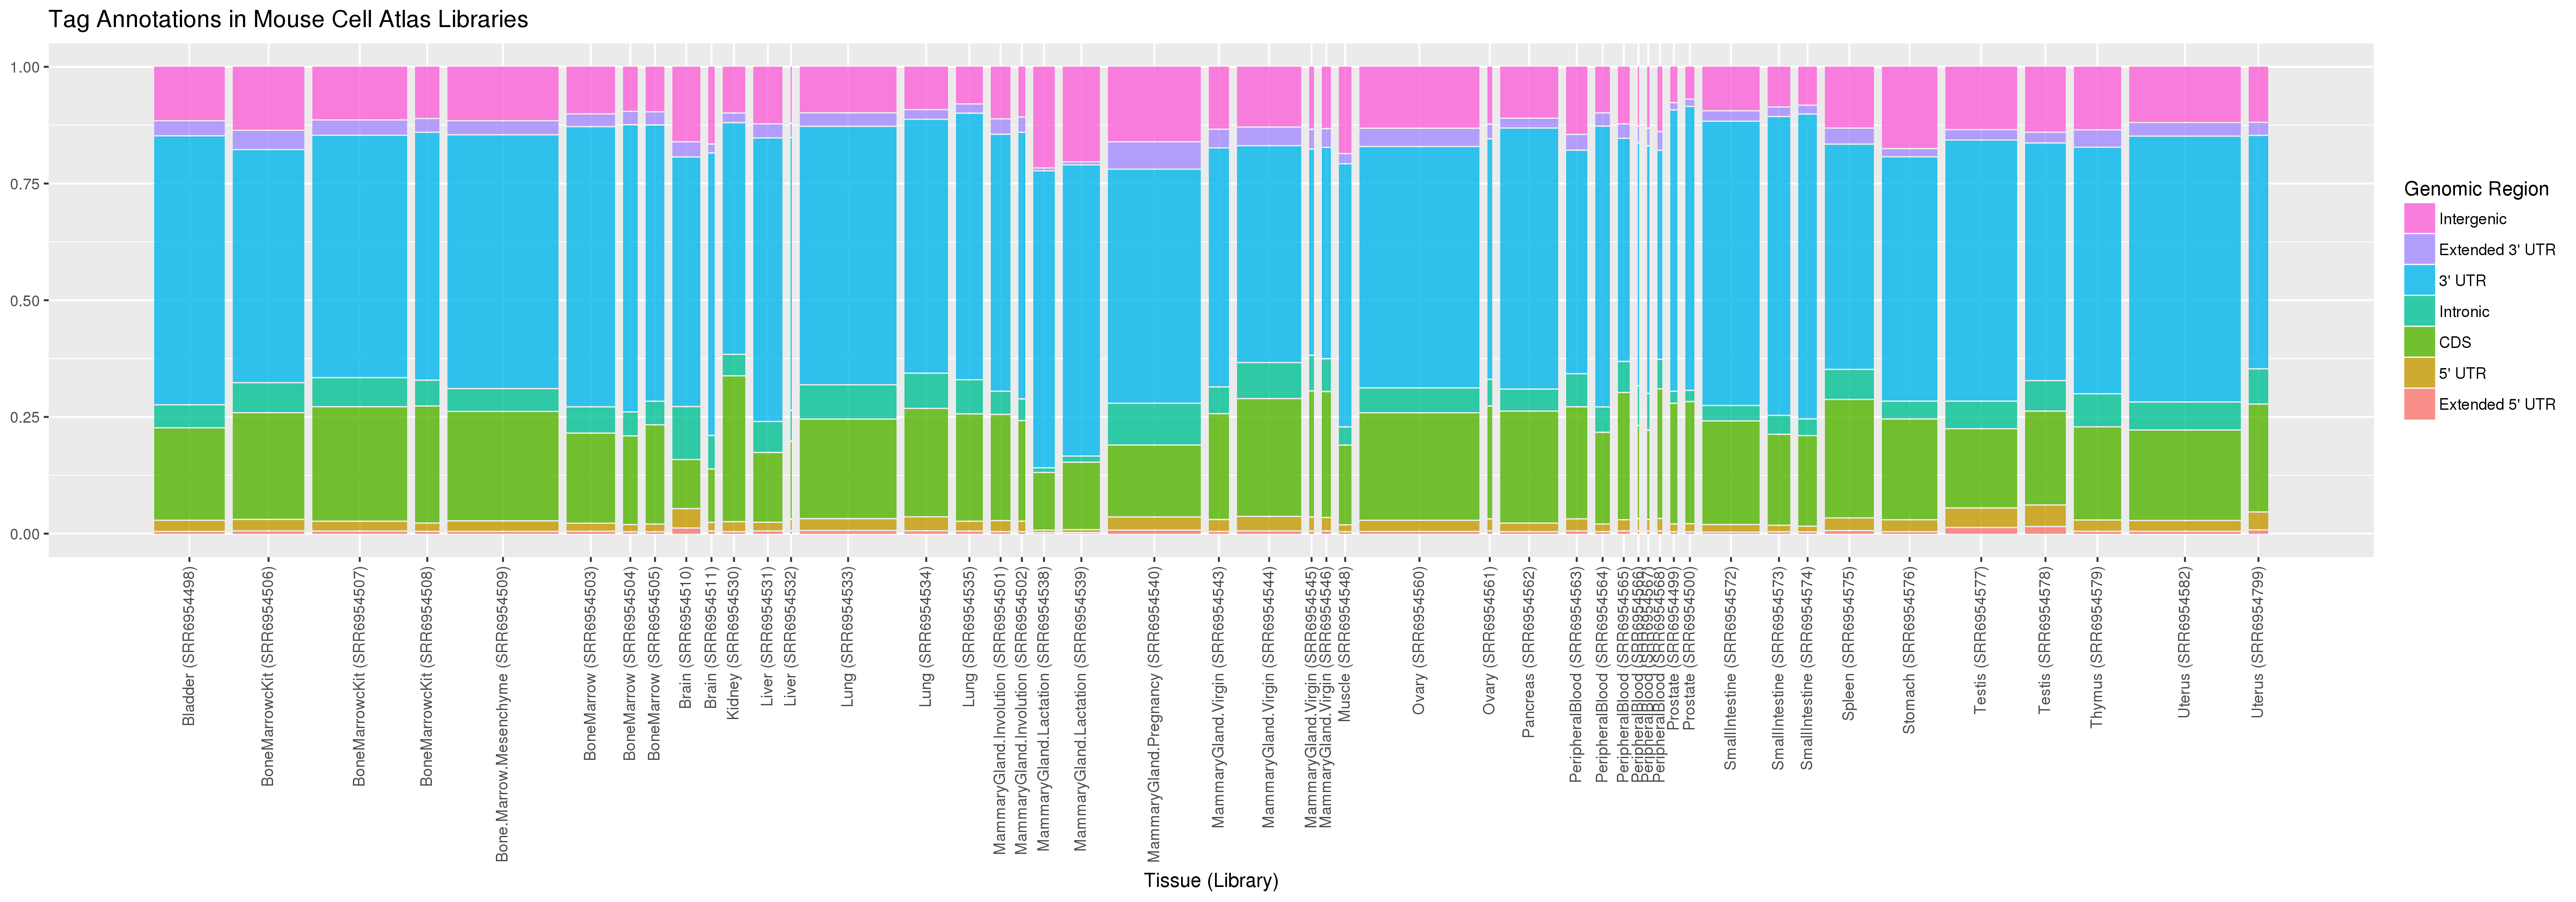 Tag Annotations in Mouse Cell Atlas Libraries
1.00
0.75
0.50
0.25
0.00
Bladder (SRR6954498)
BoneMarrowcKit (SRR6954506)
BoneMarrowcKit (SRR6954507)
BoneMarrowcKit (SRR6954508)
Bone.Marrow.Mesenchyme (SRR6954509)
BoneMarrow (SRR6954503)
BoneMarrow (SRR6954504)
BoneMarrow (SRR6954505)
Brain (SRR6954510)
Brain (SRR6954511)
Kidney (SRR6954530)
Liver (SRR6954531)
Liver (SRR6954532)
Lung (SRR6954533)
Lung (SRR6954534)
Lung (SRR6954535)
MammaryGland.Involution (SRR6954501)
MammaryGland.Involution (SRR6954502)
MammaryGland.Lactation (SRR6954538)
MammaryGland.Lactation (SRR6954539)
MammaryGland.Pregnancy (SRR6954540)
MammaryGland.Virgin (SRR6954543)
MammaryGland.Virgin (SRR6954544)
MammaryGland.Virgin (SRR6954545)
MammaryGland.Virgin (SRR6954546)
Muscle (SRR6954548)
Ovary (SRR6954560)
Ovary (SRR6954561)
Pancreas (SRR6954562)
PeripheralBlood (SRR6954563)
PeripheralBlood (SRR6954564)
PeripheralBlood (SRR6954565)
PeripheralBlood (SRR6954566)
PeripheralBlood (SRR6954567)
PeripheralBlood (SRR6954568)
Prostate (SRR6954499)
Prostate (SRR6954500)
SmallIntestine (SRR6954572)
SmallIntestine (SRR6954573)
SmallIntestine (SRR6954574)
Spleen (SRR6954575)
Stomach (SRR6954576)
Testis (SRR6954577)
Testis (SRR6954578)
Thymus (SRR6954579)
Uterus (SRR6954582)
Uterus (SRR6954799)
Tissue (Library)
Genomic Region
Intergenic
Extended 3' UTR
3' UTR
Intronic
CDS
5' UTR
Extended 5' UTR